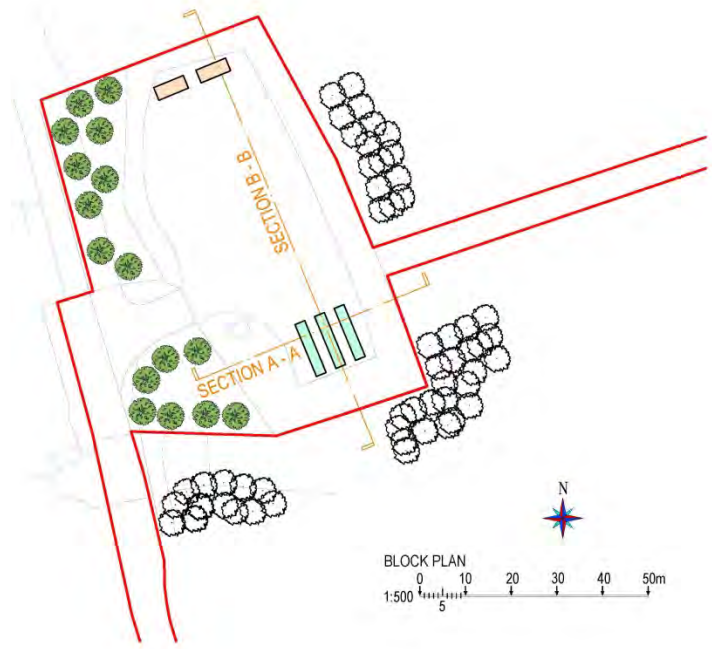 SECTION B - B
SECTION A - A
N
BLOCK PLAN
0 10 20 30 40 50m
1:500
5